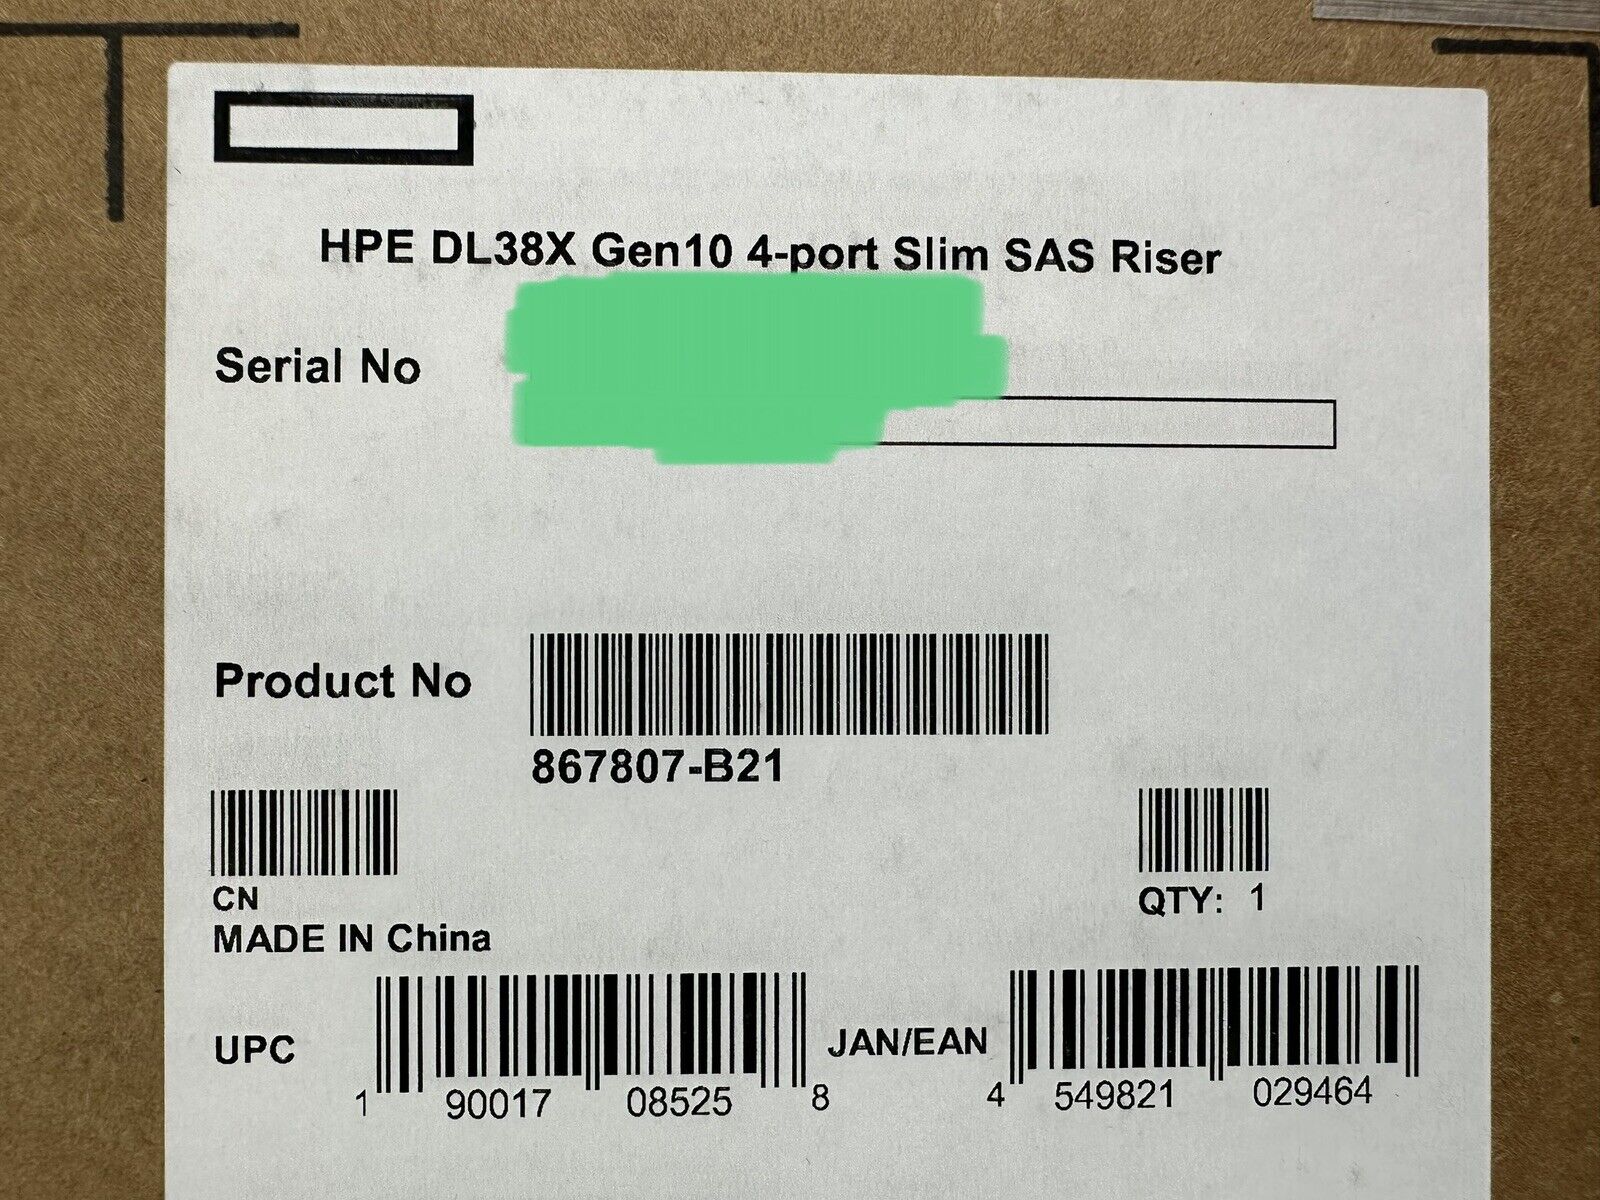 HPE DL38X Gen10 4-port Slim SAS Riser
Serial No
Product No
867807-B21
CN
QTY: 1
MADE IN China
UPC
1 90017 08525 8
JAN/EAN
4 549821 029464